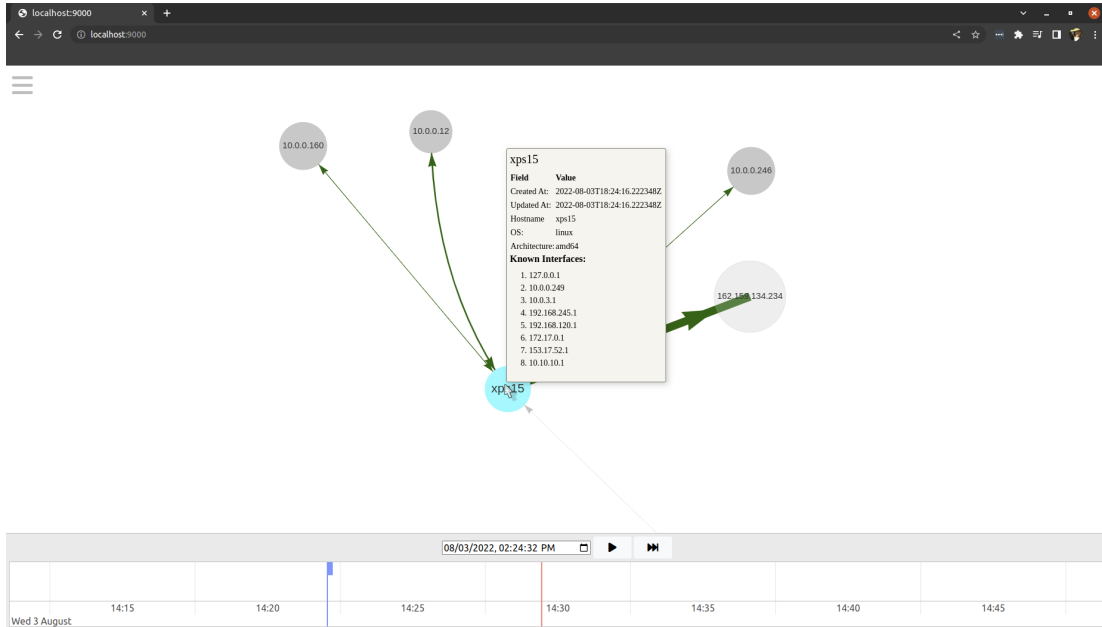 localhost:9000
localhost:9000
10.0.0.160
10.0.0.12
10.0.0.246
162.159.134.234
xps15
Field Value
Created At: 2022-08-03T18:24:16.222348Z
Updated At: 2022-08-03T18:24:16.222348Z
Hostname xps15
OS: linux
Architecture: amd64
Known Interfaces:
1. 127.0.0.1
2. 10.0.0.249
3. 10.0.3.1
4. 192.168.245.1
5. 192.168.120.1
6. 172.17.0.1
7. 153.17.52.1
8. 10.10.10.1
xps15
08/03/2022, 02:24:32 PM
14:15 14:20 14:25 14:30 14:35 14:40 14:45
Wed 3 August